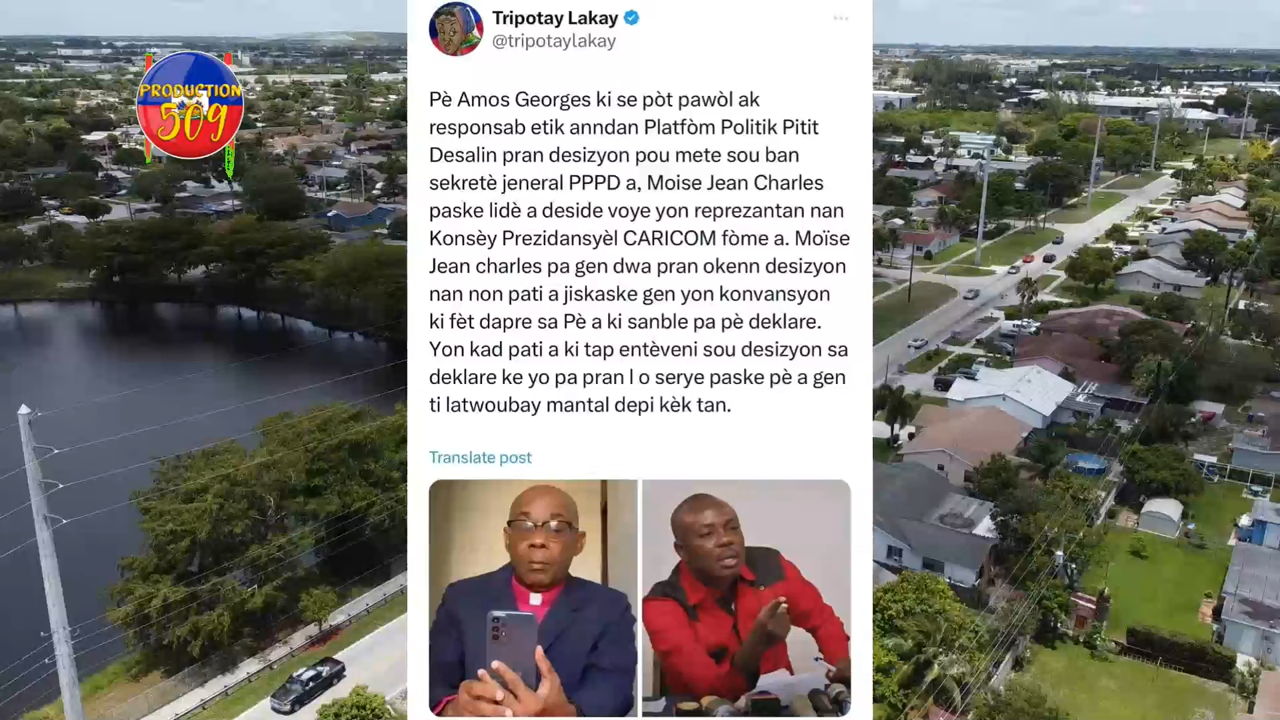 PRODUCTION
509
Tripotay Lakay
@tripotaylakay
Pè Amos Georges ki se pòt pawòl ak
responsab etik anndan Platfòm Politik Pitit
Desalin pran desizyon pou mete sou ban
sekretè jeneral PPPD a, Moise Jean Charles
paske lidè a deside voye yon reprezantan nan
Konsèy Prezidansyèl CARICOM fòme a. Moïse
Jean charles pa gen dwa pran okenn desizyon
nan non pati a jiskaske gen yon konvansyon
ki fèt dapre sa Pè a ki sanble pa pè deklare.
Yon kad pati a ki tap entèveni sou desizyon sa
deklare ke yo pa pran l o serye paske pè a gen
ti latwoubay mantal depi kèk tan.
Translate post